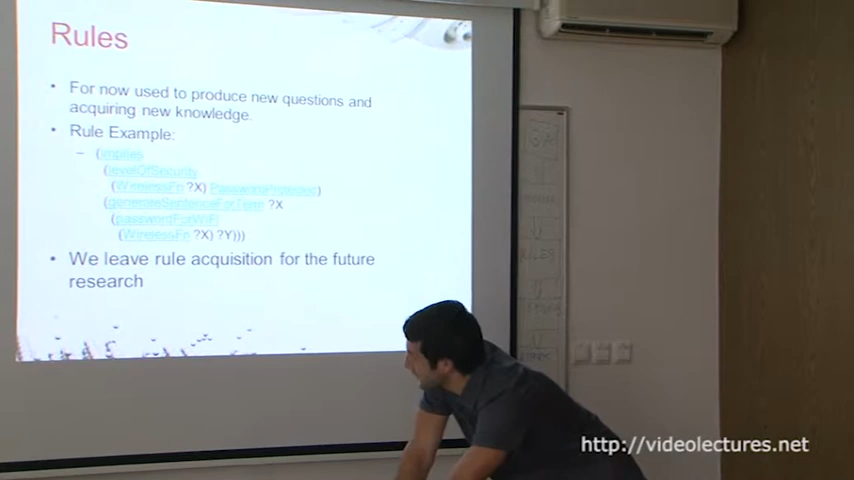 Rules
• For now used to produce new questions and
acquiring new knowledge.
• Rule Example:
– (implies
(levelOfSecurity
(WirelessFn ?X) PasswordProtected)
(generateSentenceForTerm ?X
(passwordForWiFi
(WirelessFn ?X) ?Y)))
• We leave rule acquisition for the future
research
RULES
http://videolectures.net